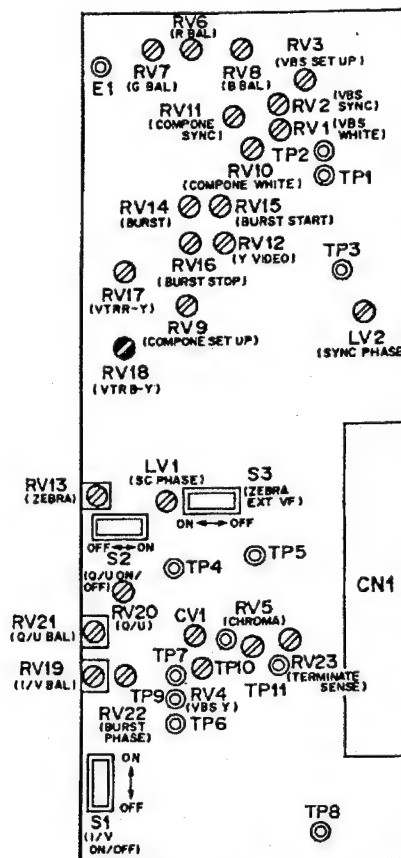 RV6
(R BAL)
RV7
(G BAL)
RV8
(B BAL)
RV3
(VBS SET UP)
E1
RV11
(COMPONE
SYNC)
RV2 (VBS
SYNC)
RV1 (VBS
WHITE)
TP2
RV10
(COMPONE WHITE)
TP1
RV14
(BURST)
RV15
(BURST START)
RV16
(BURST STOP)
RV12
(Y VIDEO)
TP3
RV17
(VTRR-Y)
RV9
(COMPONE SET UP)
LV2
(SYNC PHASE)
RV18
(VTRB-Y)
RV13
(ZEBRA)
LV1
(SC PHASE)
S3
(ZEBRA
EXT VF)
ON OFF
OFF ON
S2
(Q/U ON/
OFF)
TP4
TP5
CN1
RV20
(Q/U)
RV21
(Q/U BAL)
CV1
RV5
(CHROMA)
RV19
(I/V BAL)
TP7
TP10
TP11
RV23
(TERMINATE
SENSE)
TP9
RV4
(VBS Y)
RV22
(BURST
PHASE)
TP6
ON
OFF
S1
(I/V
ON/OFF)
TP8